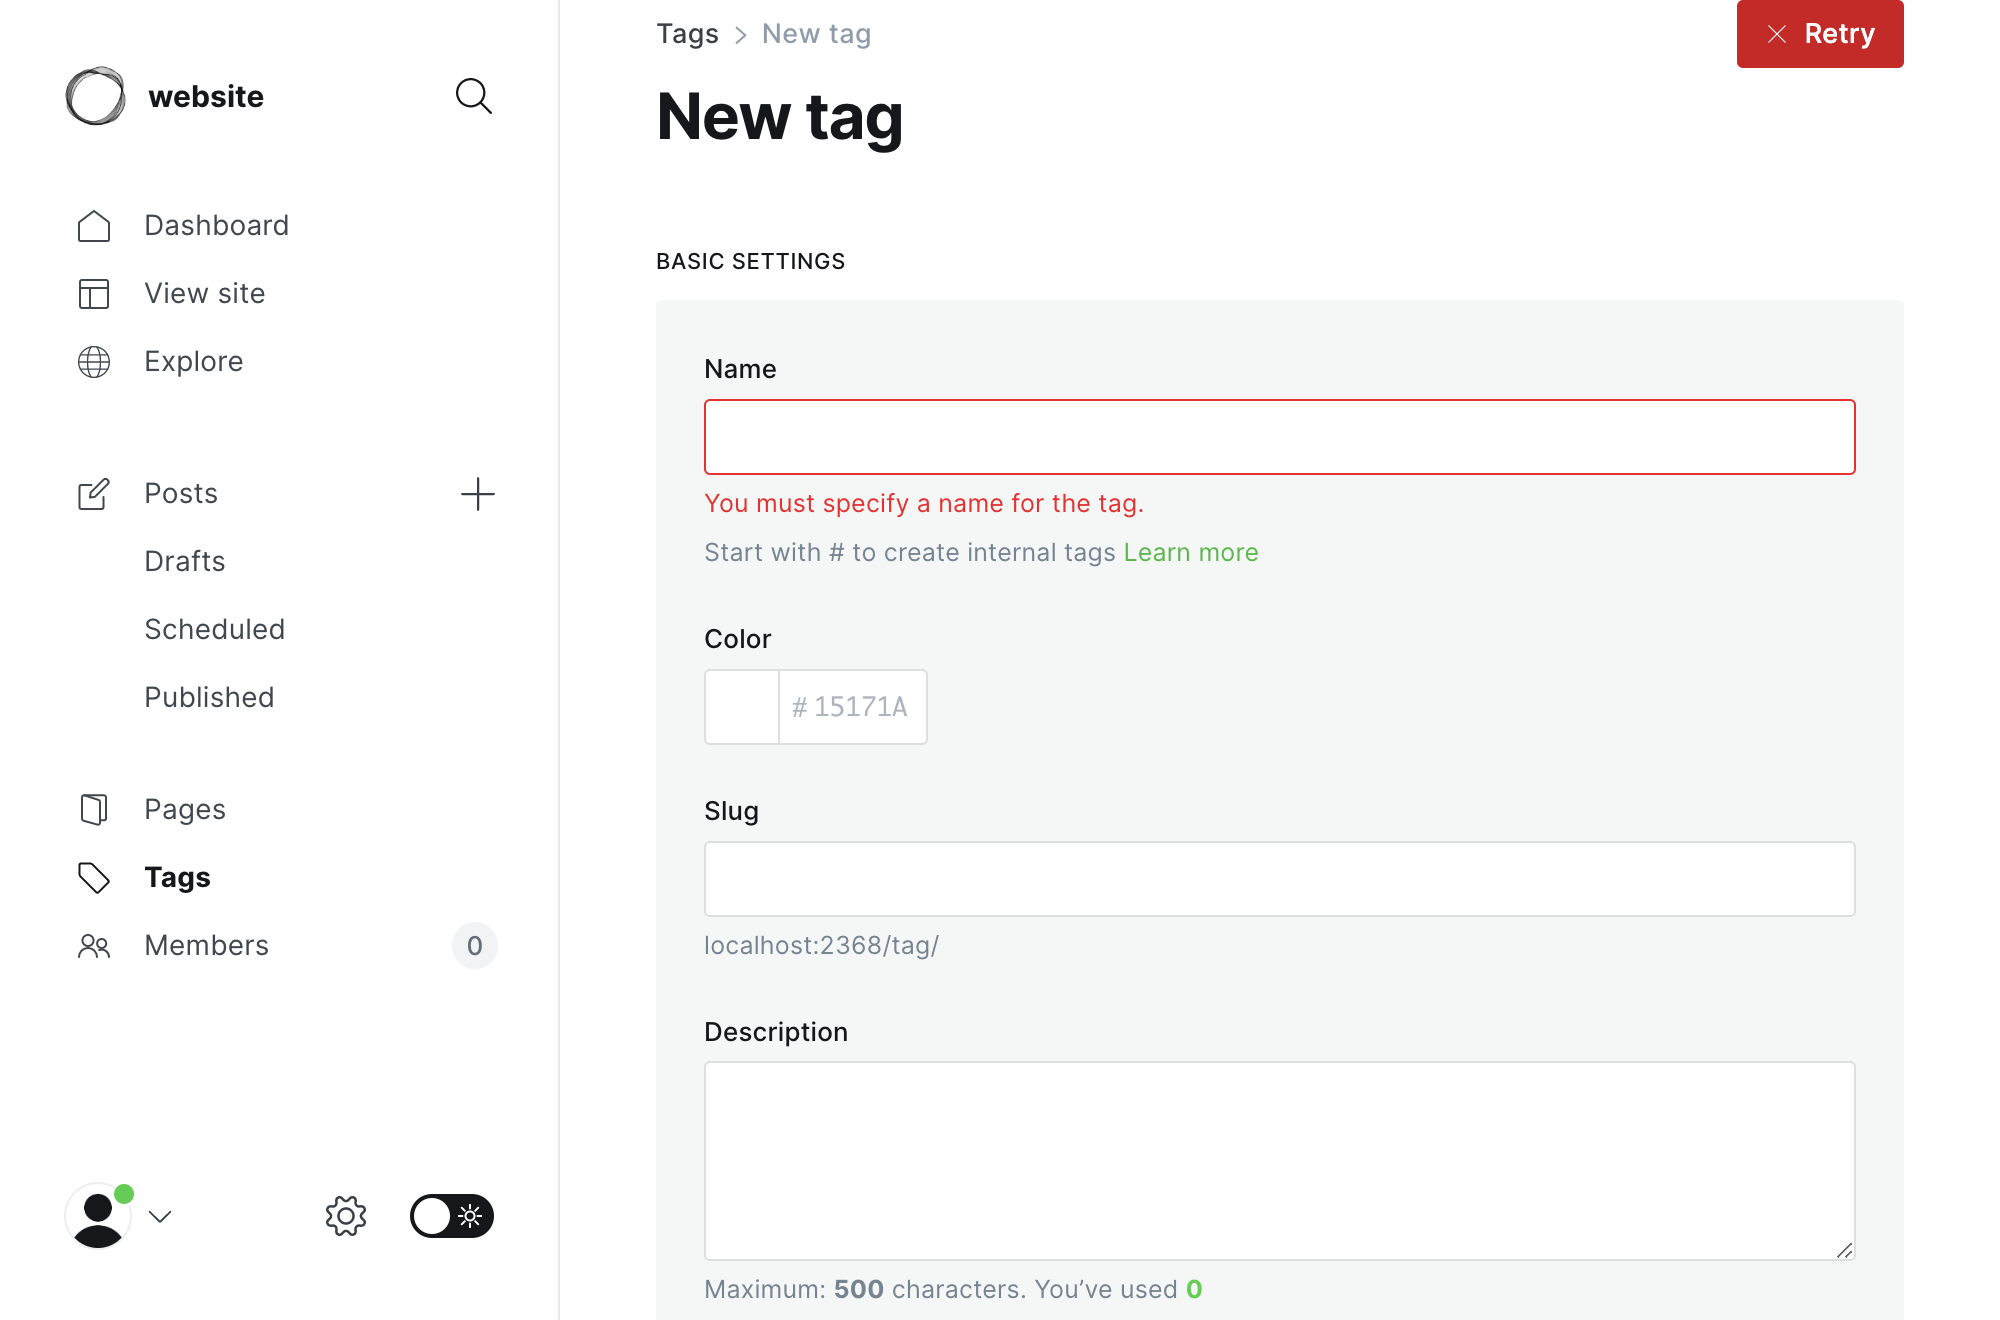 website
Dashboard
View site
Explore
Posts
Drafts
Scheduled
Published
Pages
Tags
Members 0
Tags > New tag
Retry
New tag
BASIC SETTINGS
Name
You must specify a name for the tag.
Start with # to create internal tags Learn more
Color
# 15171A
Slug
localhost:2368/tag/
Description
Maximum: 500 characters. You’ve used 0